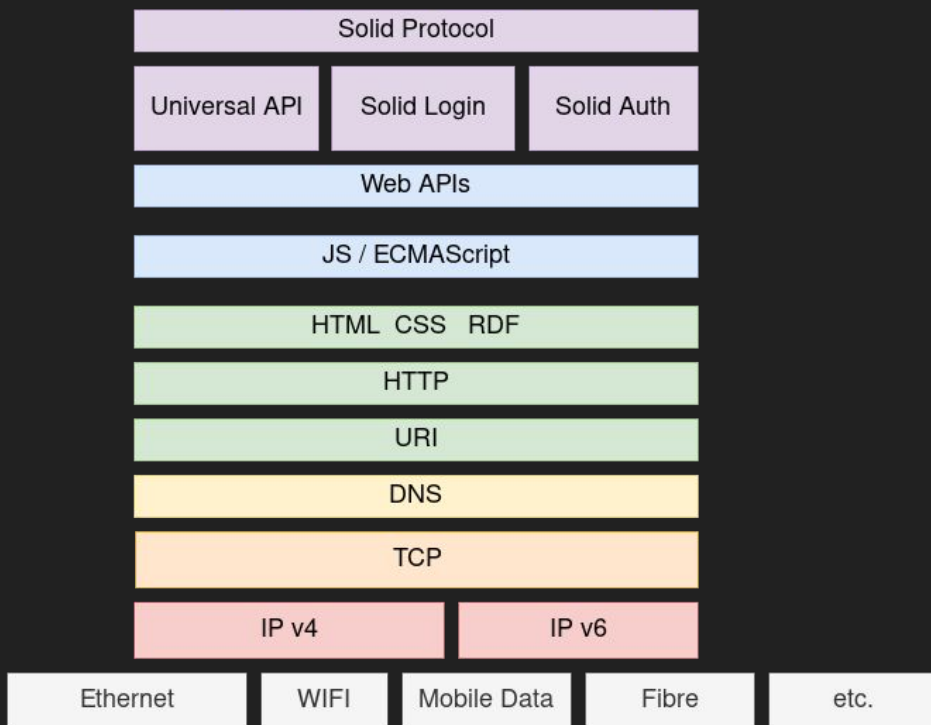 Solid Protocol
Universal API Solid Login Solid Auth
Web APIs
JS / ECMAScript
HTML CSS RDF
HTTP
URI
DNS
TCP
IP v4 IP v6
Ethernet WIFI Mobile Data Fibre etc.